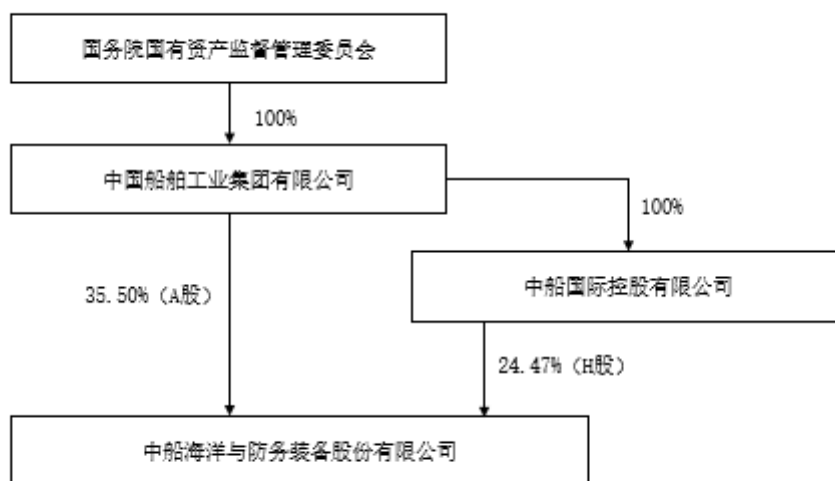 国务院国有资产监督管理委员会
100%
中国船舶工业集团有限公司
100%
中船国际控股有限公司
35.50%（A股）
24.47%（H股）
中船海洋与防务装备股份有限公司